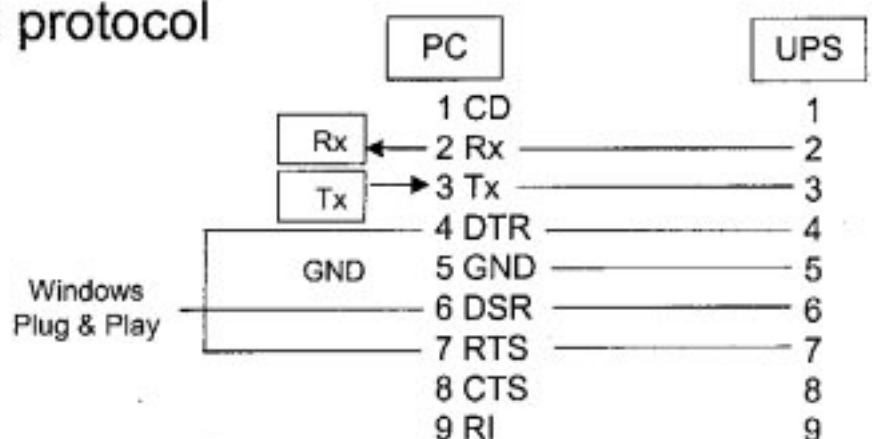 protocol
PC UPS
1 CD 1
Rx 2 Rx 2
Tx 3 Tx 3
4 DTR 4
GND 5 GND 5
Windows
Plug & Play
6 DSR 6
7 RTS 7
8 CTS 8
9 RI 9